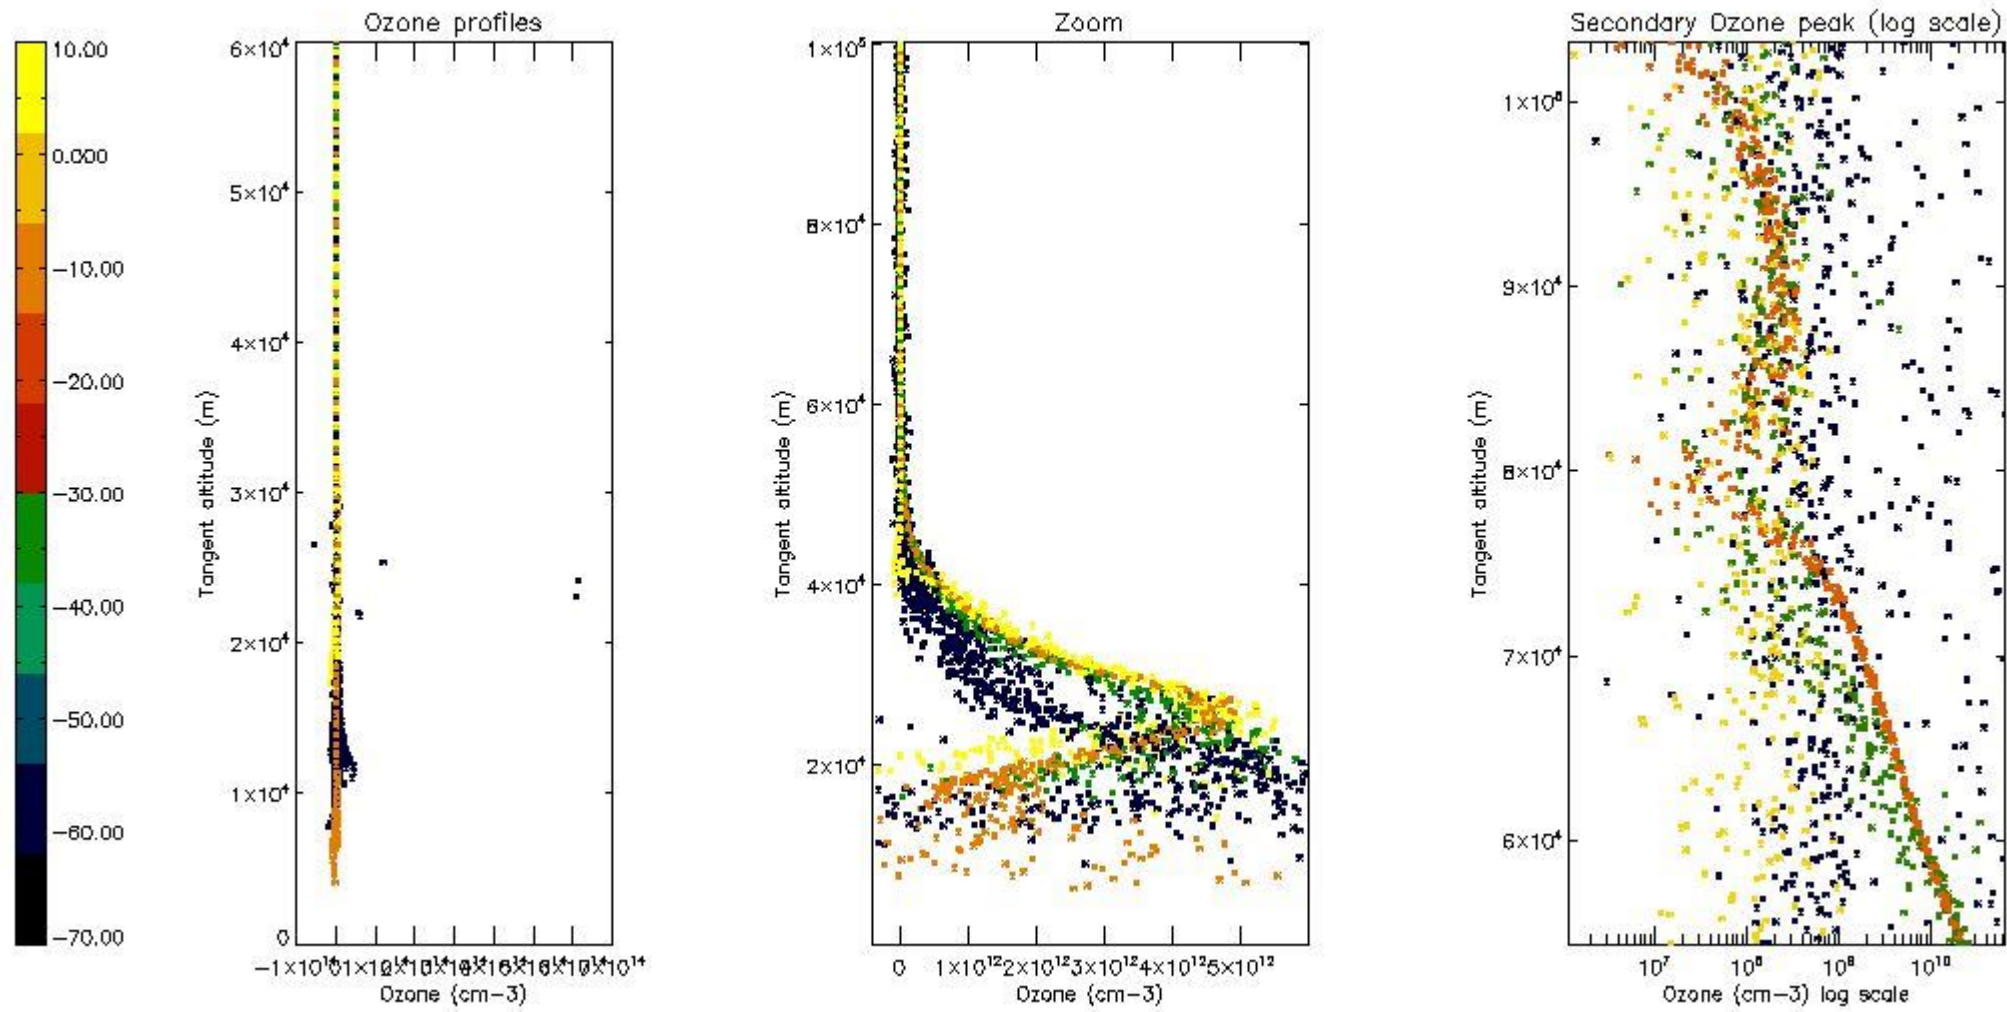 Ozone profiles
Zoom
Secondary Ozone peak (log scale)
10.00
0.000
−10.00
−20.00
−30.00
−40.00
−50.00
−60.00
−70.00
6×10⁴
5×10⁴
4×10⁴
3×10⁴
2×10⁴
1×10⁴
0
Tangent altitude (m)
Ozone (cm−3)
1×10⁵
8×10⁴
6×10⁴
4×10⁴
2×10⁴
Tangent altitude (m)
0 1×10¹² 2×10¹² 3×10¹² 4×10¹² 5×10¹²
Ozone (cm−3)
1×10⁵
9×10⁴
8×10⁴
7×10⁴
6×10⁴
Tangent altitude (m)
10⁷ 10⁸ 10⁹ 10¹⁰
Ozone (cm−3) log scale